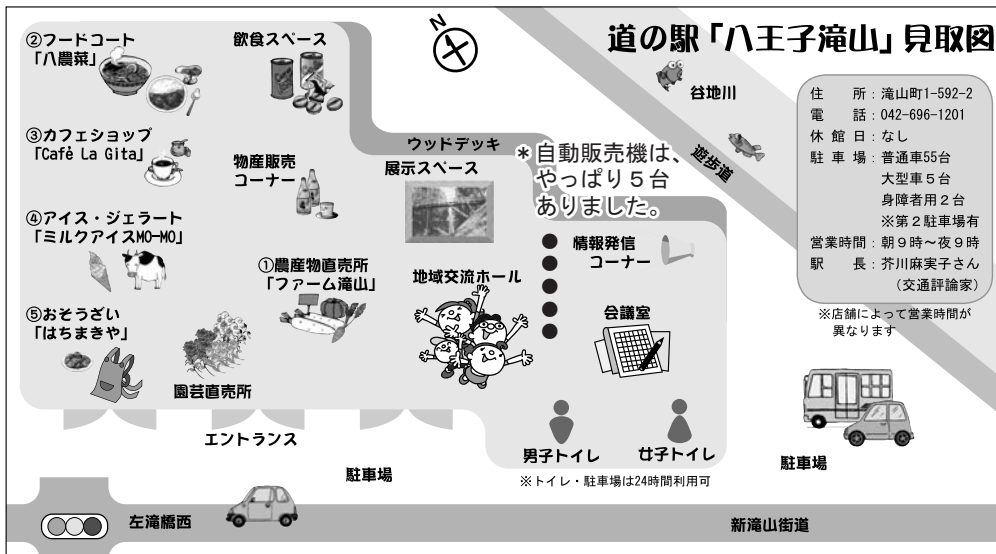 道の駅「八王子滝山」見取図
②フードコート
「八農菜」
飲食スペース
N
谷地川
遊歩道
住　所：滝山町1-592-2
電　話：042-696-1201
休館日：なし
駐車場：普通車55台
大型車５台
身障者用２台
※第２駐車場有
営業時間：朝９時〜夜９時
駅　長：芥川麻実子さん
（交通評論家）
※店舗によって営業時間が
異なります
③カフェショップ
「Café La Gita」
物産販売
コーナー
ウッドデッキ
展示スペース
＊自動販売機は、
やっぱり５台
ありました。
④アイス・ジェラート
「ミルクアイスMO-MO」
①農産物直売所
「ファーム滝山」
地域交流ホール
情報発信
コーナー
会議室
⑤おそうざい
「はちまきや」
園芸直売所
エントランス
男子トイレ
女子トイレ
※トイレ・駐車場は24時間利用可
駐車場
駐車場
左滝橋西
新滝山街道